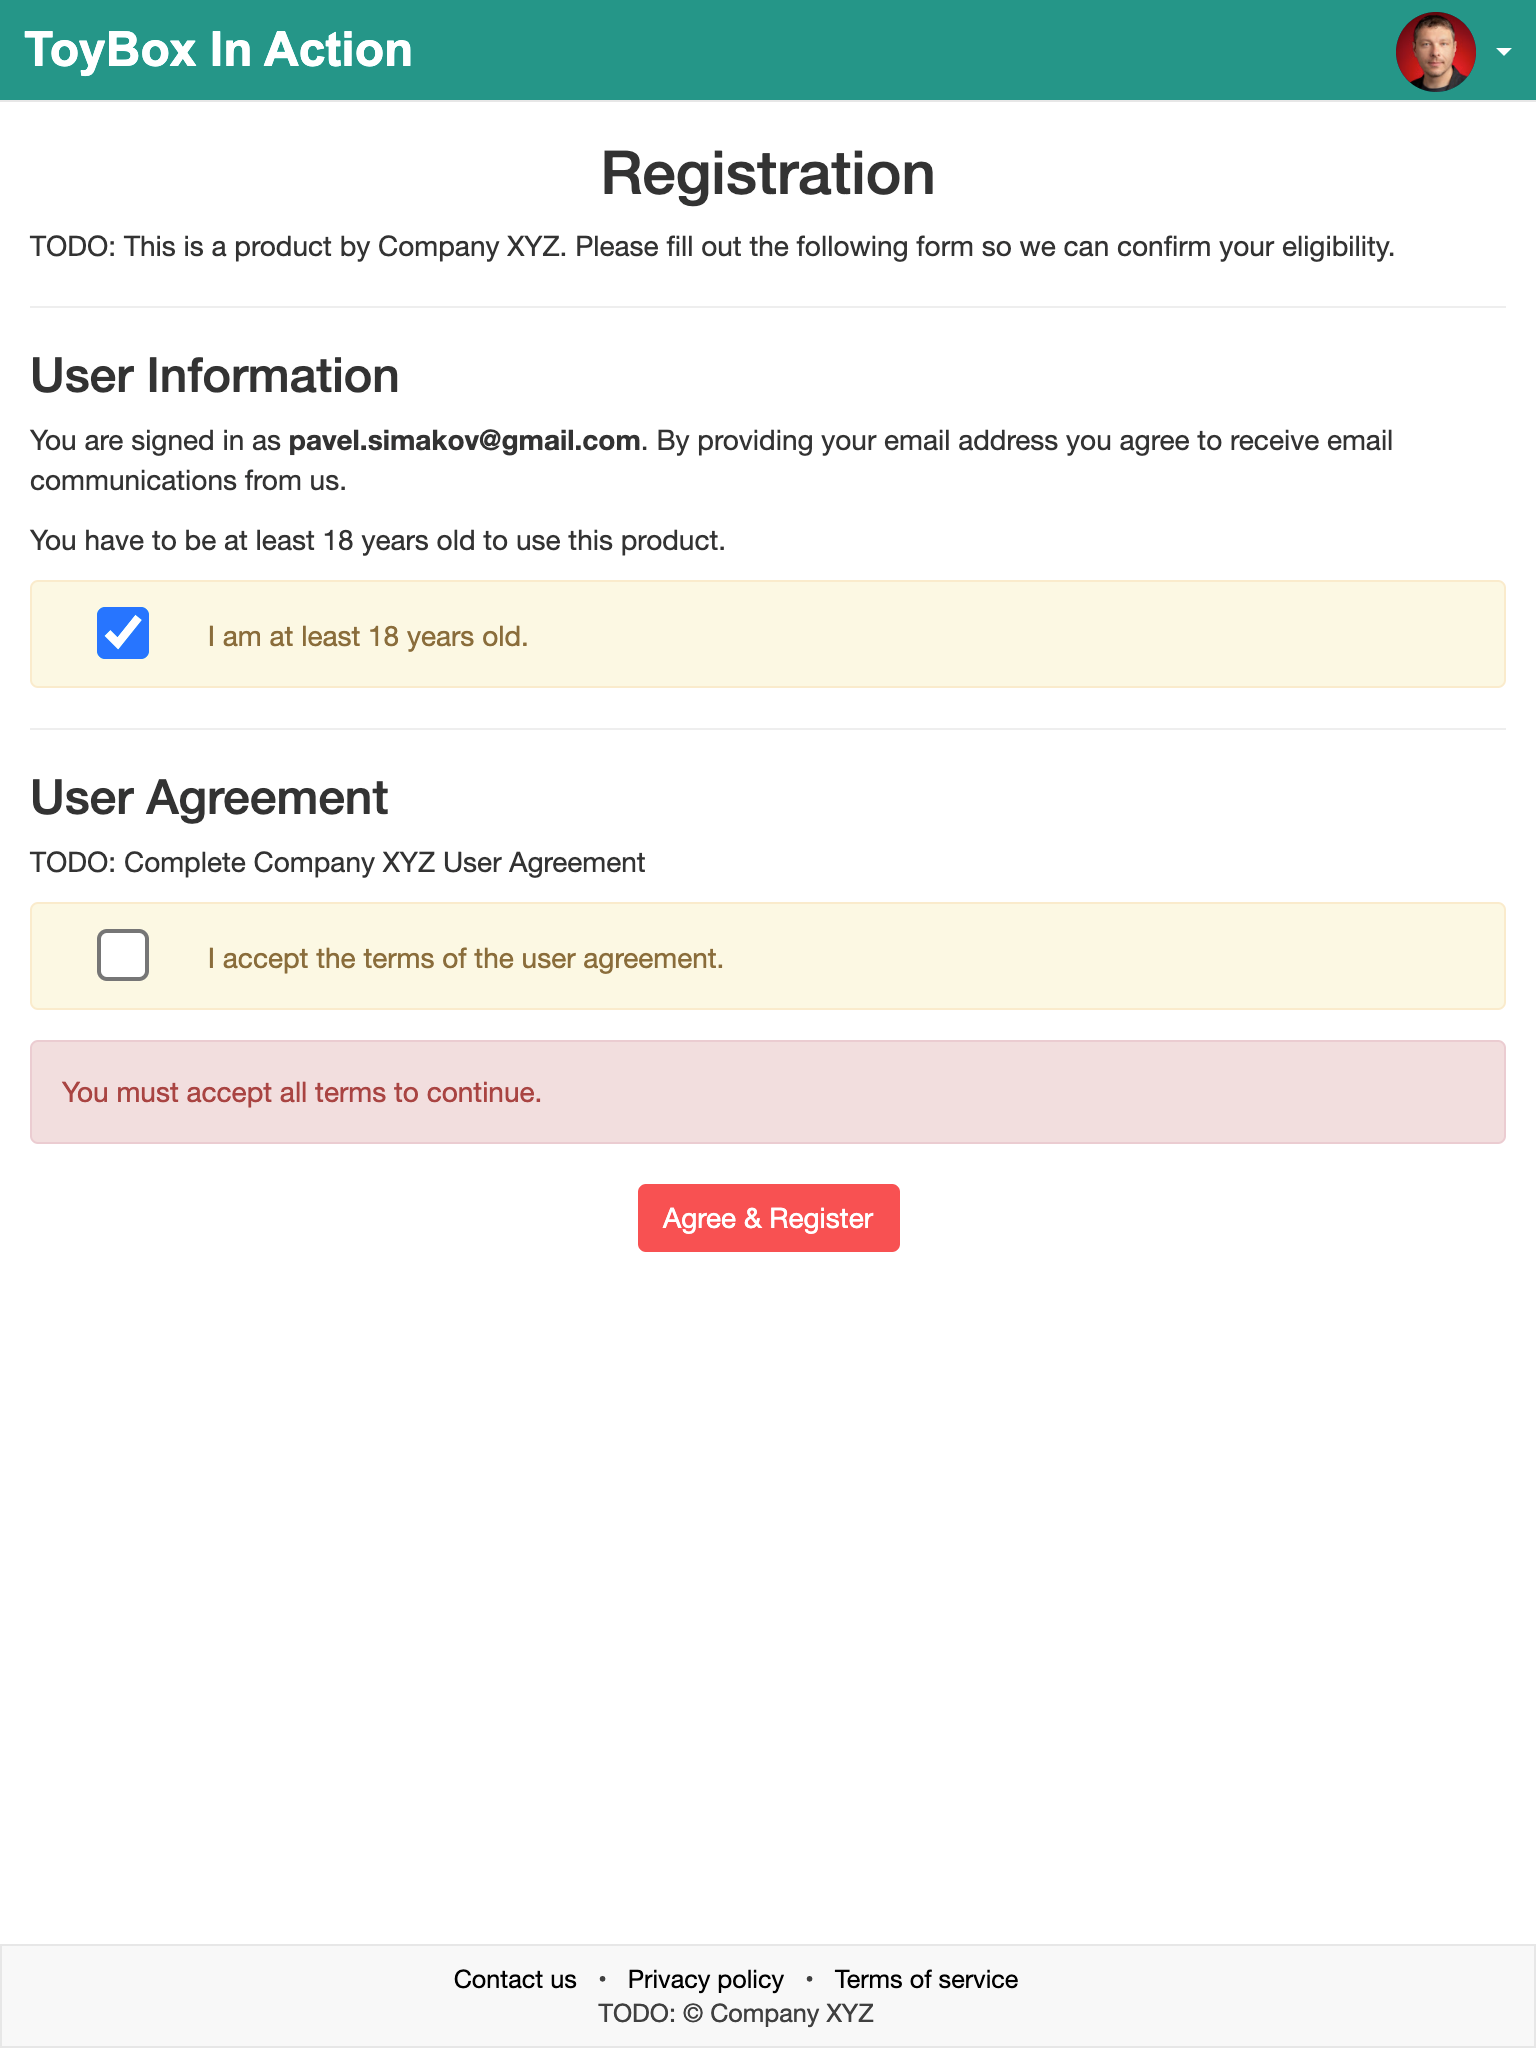 ToyBox In Action
Registration
TODO: This is a product by Company XYZ. Please fill out the following form so we can confirm your eligibility.
User Information
You are signed in as pavel.simakov@gmail.com. By providing your email address you agree to receive email
communications from us.
You have to be at least 18 years old to use this product.
I am at least 18 years old.
User Agreement
TODO: Complete Company XYZ User Agreement
I accept the terms of the user agreement.
You must accept all terms to continue.
Agree & Register
Contact us • Privacy policy • Terms of service
TODO: © Company XYZ